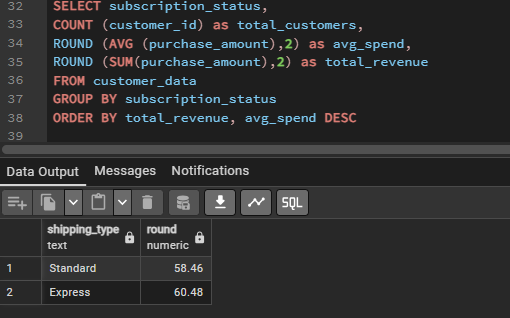 32 SELECT subscription_status,
33 COUNT (customer_id) as total_customers,
34 ROUND (AVG (purchase_amount),2) as avg_spend,
35 ROUND (SUM(purchase_amount),2) as total_revenue
36 FROM customer_data
37 GROUP BY subscription_status
38 ORDER BY total_revenue, avg_spend DESC
39
Data Output Messages Notifications
SQL
shipping_type round
text numeric
1 Standard 58.46
2 Express 60.48